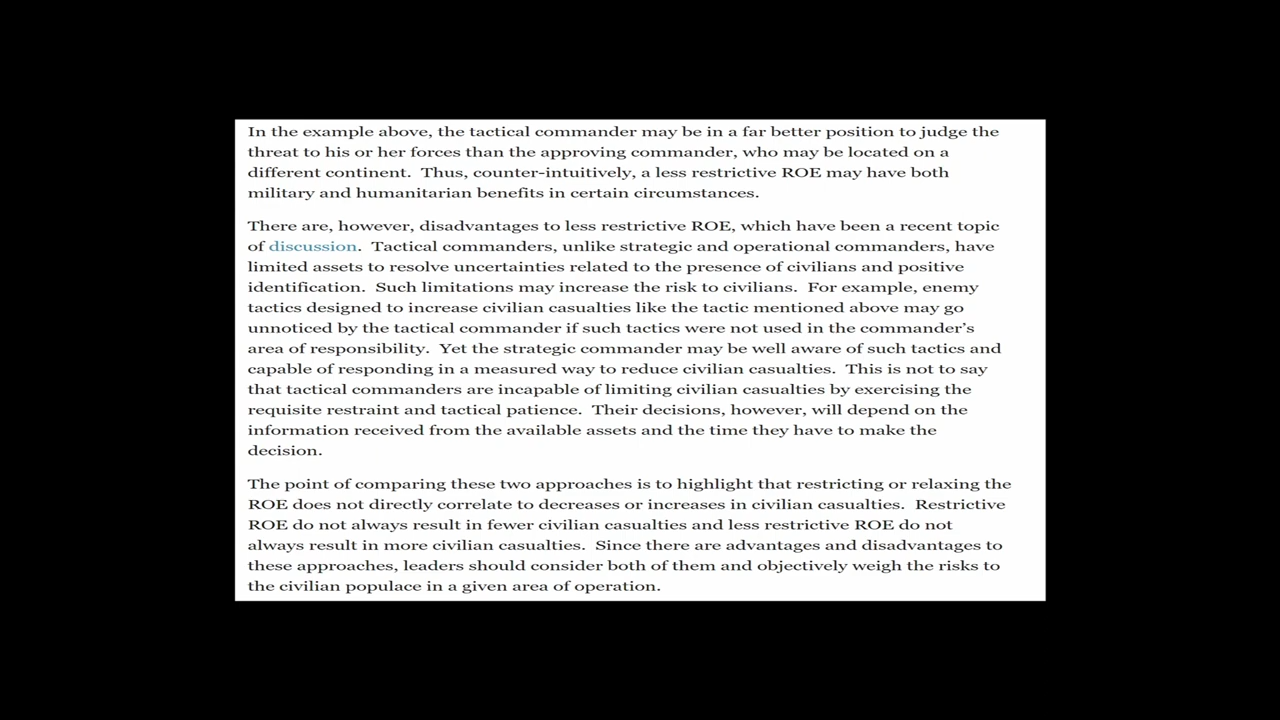 In the example above, the tactical commander may be in a far better position to judge the
threat to his or her forces than the approving commander, who may be located on a
different continent.  Thus, counter-intuitively, a less restrictive ROE may have both
military and humanitarian benefits in certain circumstances.
There are, however, disadvantages to less restrictive ROE, which have been a recent topic
of discussion.  Tactical commanders, unlike strategic and operational commanders, have
limited assets to resolve uncertainties related to the presence of civilians and positive
identification.  Such limitations may increase the risk to civilians.  For example, enemy
tactics designed to increase civilian casualties like the tactic mentioned above may go
unnoticed by the tactical commander if such tactics were not used in the commander’s
area of responsibility.  Yet the strategic commander may be well aware of such tactics and
capable of responding in a measured way to reduce civilian casualties.  This is not to say
that tactical commanders are incapable of limiting civilian casualties by exercising the
requisite restraint and tactical patience.  Their decisions, however, will depend on the
information received from the available assets and the time they have to make the
decision.
The point of comparing these two approaches is to highlight that restricting or relaxing the
ROE does not directly correlate to decreases or increases in civilian casualties.  Restrictive
ROE do not always result in fewer civilian casualties and less restrictive ROE do not
always result in more civilian casualties.  Since there are advantages and disadvantages to
these approaches, leaders should consider both of them and objectively weigh the risks to
the civilian populace in a given area of operation.